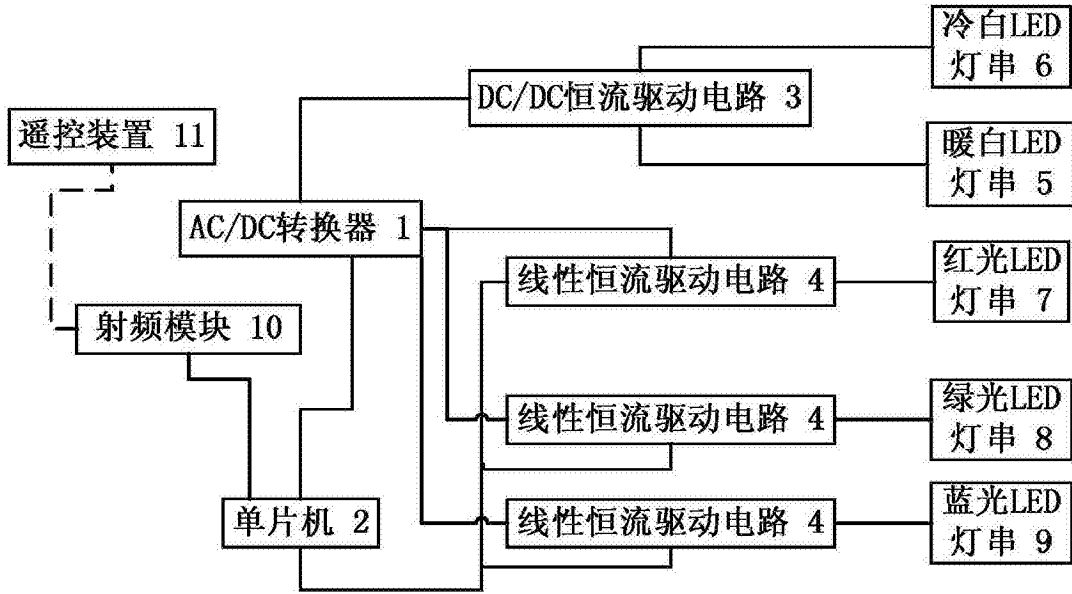 冷白LED
灯串 6
DC/DC恒流驱动电路 3
遥控装置 11
暖白LED
灯串 5
AC/DC转换器 1
线性恒流驱动电路 4
红光LED
灯串 7
射频模块 10
线性恒流驱动电路 4
绿光LED
灯串 8
单片机 2
线性恒流驱动电路 4
蓝光LED
灯串 9